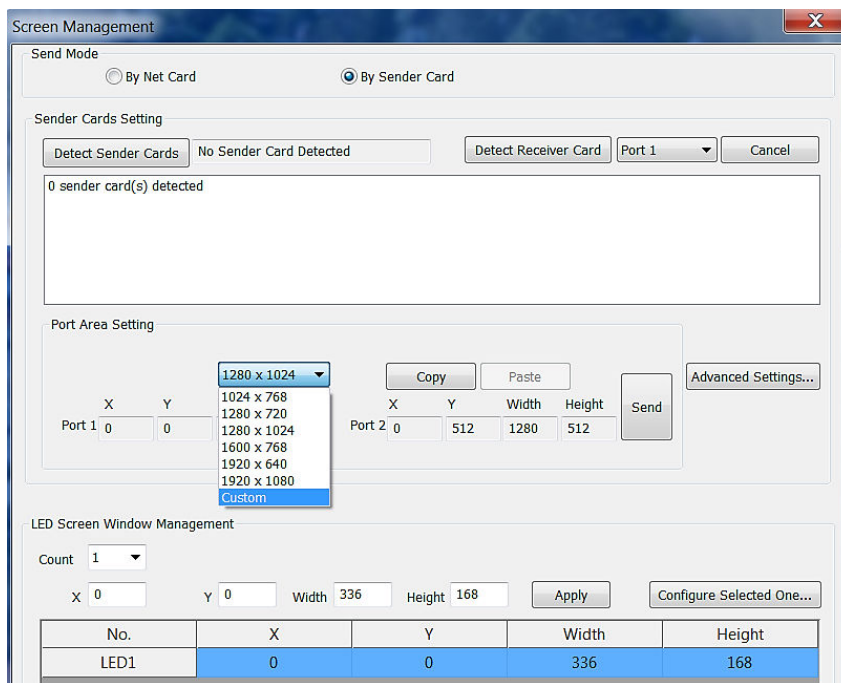 Screen Management
X
Send Mode
By Net Card By Sender Card
Sender Cards Setting
Detect Sender Cards No Sender Card Detected Detect Receiver Card Port 1 Cancel
0 sender card(s) detected
Port Area Setting
1280 x 1024 Copy Paste Advanced Settings...
1024 x 768
1280 x 720
1280 x 1024
1600 x 768
1920 x 640
1920 x 1080
Custom
X Y X Y Width Height Send
Port 1 0 0 Port 2 0 512 1280 512
LED Screen Window Management
Count 1
X 0 Y 0 Width 336 Height 168 Apply Configure Selected One...
No. X Y Width Height
LED1 0 0 336 168